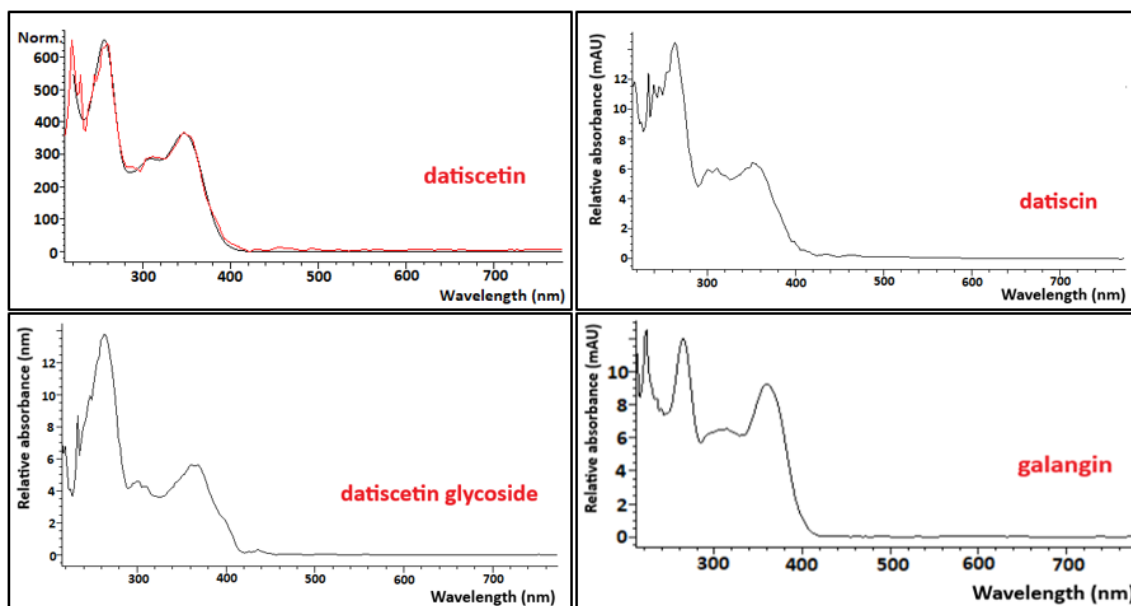 Norm.
600
500
400
300
200
100
0
datiscetin
300 400 500 600 700
Wavelength (nm)
Relative absorbance (mAU)
12
10
8
6
4
2
0
datiscin
300 400 500 600 700
Wavelength (nm)
Relative absorbance (nm)
12
10
8
6
4
2
0
datiscetin glycoside
300 400 500 600 700
Wavelength (nm)
Relative absorbance (mAU)
10
8
6
4
2
0
galangin
300 400 500 600 700
Wavelength (nm)